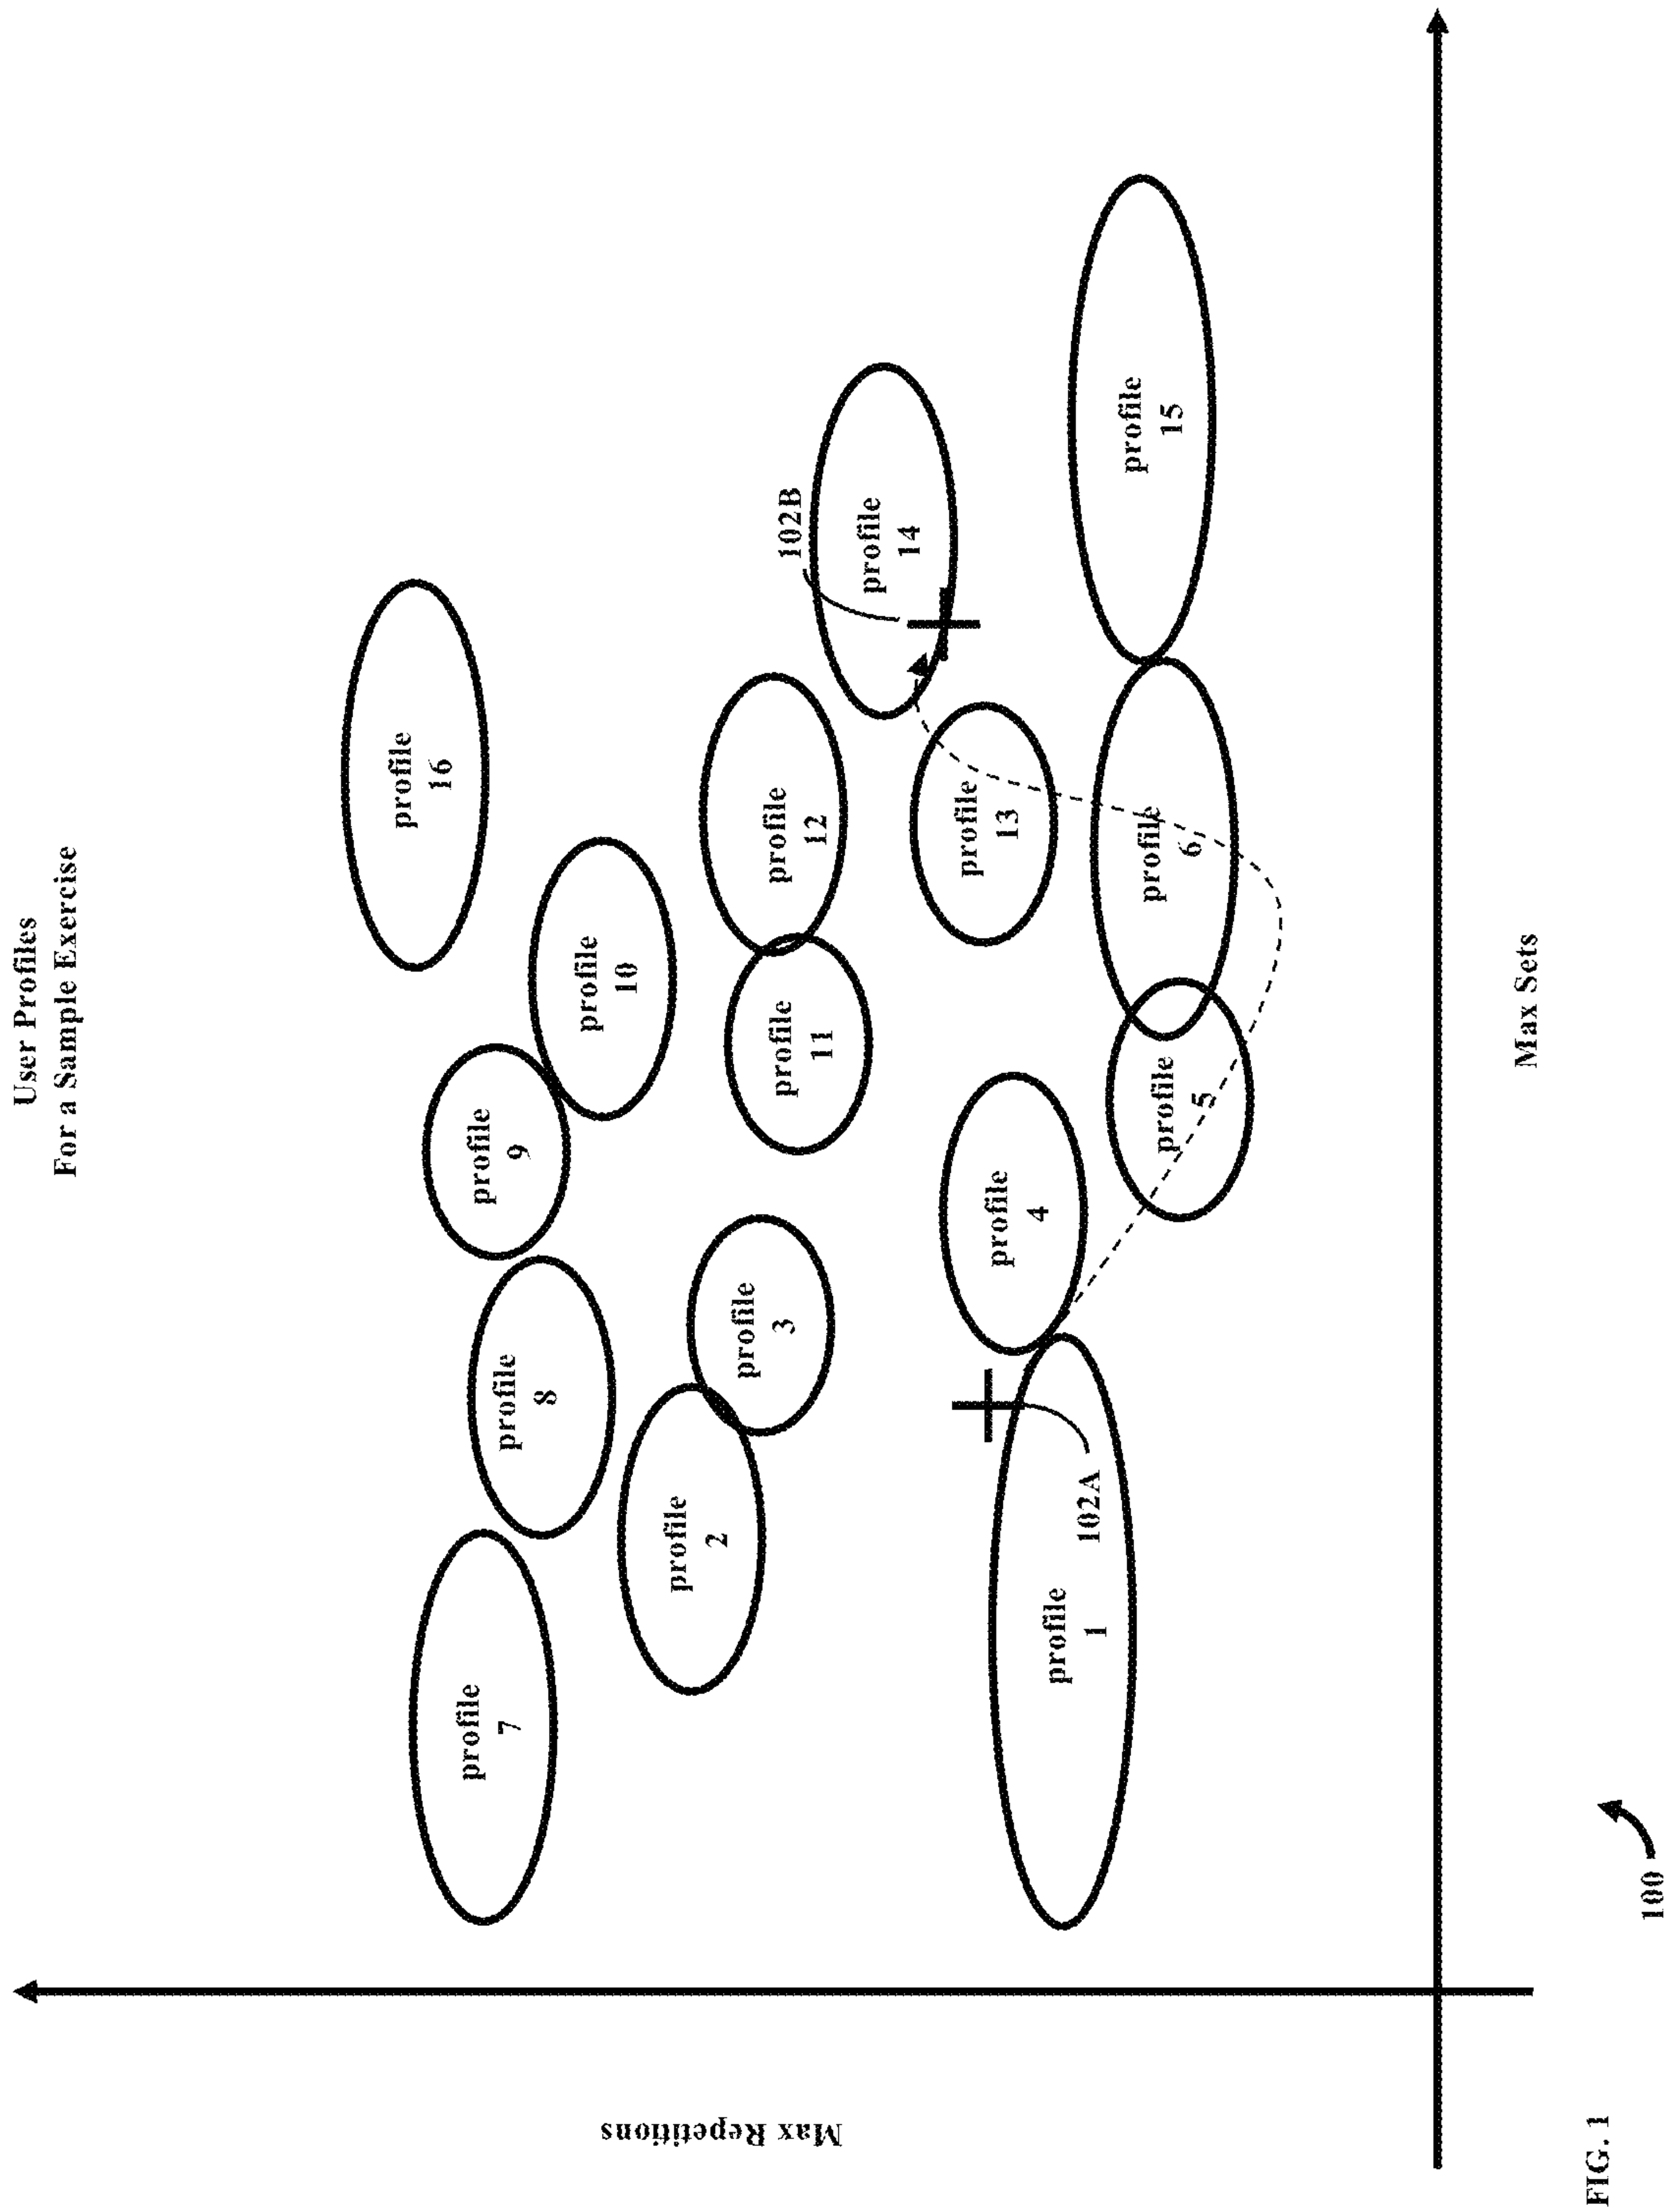 User Profiles
For a Sample Exercise
Max Repetitions
profile
7
profile
8
profile
9
profile
10
profile
16
profile
2
profile
3
profile
11
profile
12
102B
profile
14
profile
1
102A
profile
4
profile
13
profile
5
profile
6
profile
15
Max Sets
100
FIG. 1